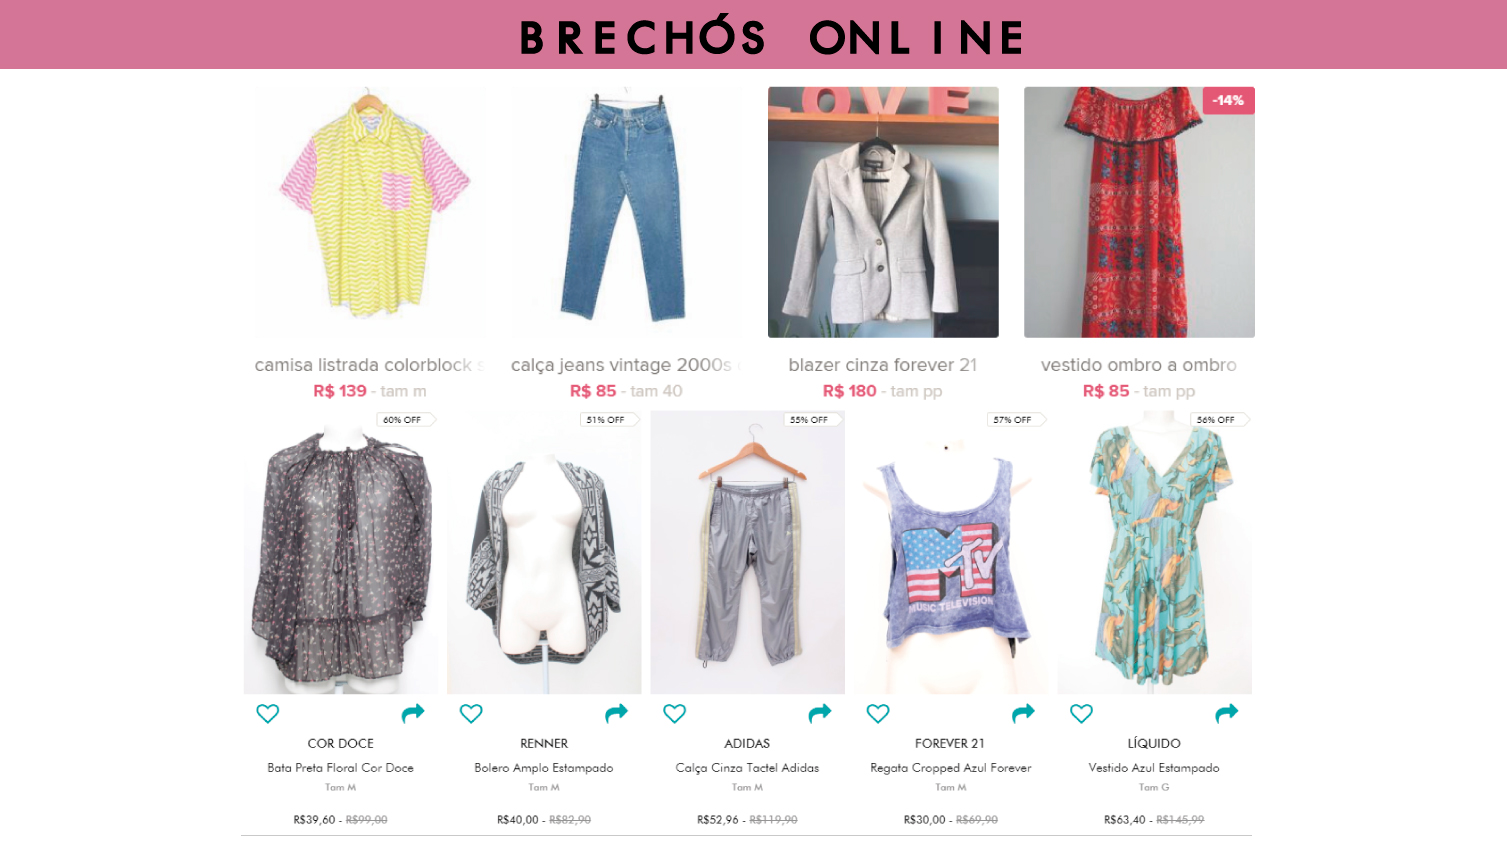 BRECHÓS ONLINE
LOVE
-14%
camisa listrada colorblock s
calça jeans vintage 2000s
blazer cinza forever 21
vestido ombro a ombro
R$ 139 - tam m
R$ 85 - tam 40
R$ 180 - tam pp
R$ 85 - tam pp
60% OFF
51% OFF
55% OFF
57% OFF
56% OFF
MTV
MUSIC TELEVISION
COR DOCE
RENNER
ADIDAS
FOREVER 21
LÍQUIDO
Bata Preta Floral Cor Doce
Bolero Amplo Estampado
Calça Cinza Tactel Adidas
Regata Cropped Azul Forever
Vestido Azul Estampado
Tam M
Tam M
Tam M
Tam M
Tam G
R$39,60 - R$99,00
R$40,00 - R$82,90
R$52,96 - R$119,90
R$30,00 - R$69,90
R$63,40 - R$145,99